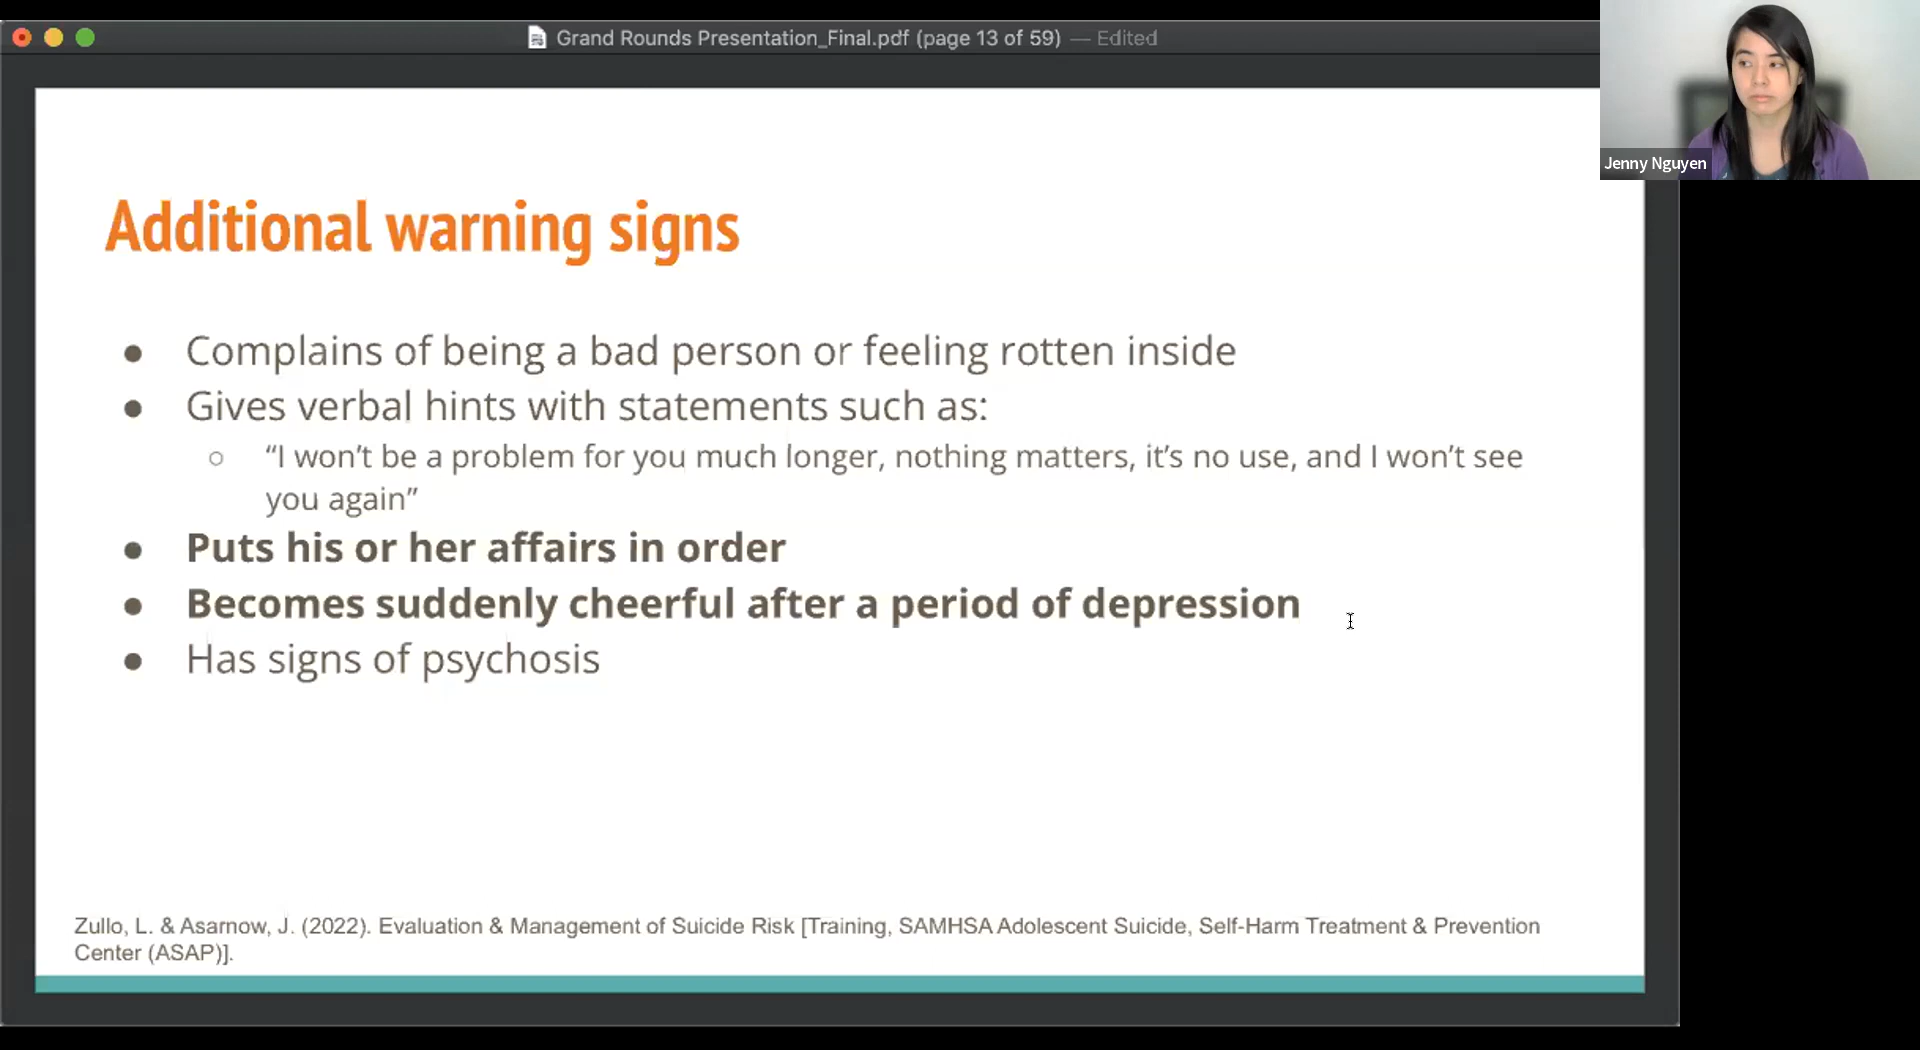 Grand Rounds Presentation_Final.pdf (page 13 of 59) — Edited
Jenny Nguyen
Additional warning signs
● Complains of being a bad person or feeling rotten inside
● Gives verbal hints with statements such as:
○ “I won’t be a problem for you much longer, nothing matters, it’s no use, and I won’t see
you again”
● Puts his or her affairs in order
● Becomes suddenly cheerful after a period of depression
● Has signs of psychosis
Zullo, L. & Asarnow, J. (2022). Evaluation & Management of Suicide Risk [Training, SAMHSA Adolescent Suicide, Self-Harm Treatment & Prevention
Center (ASAP)].